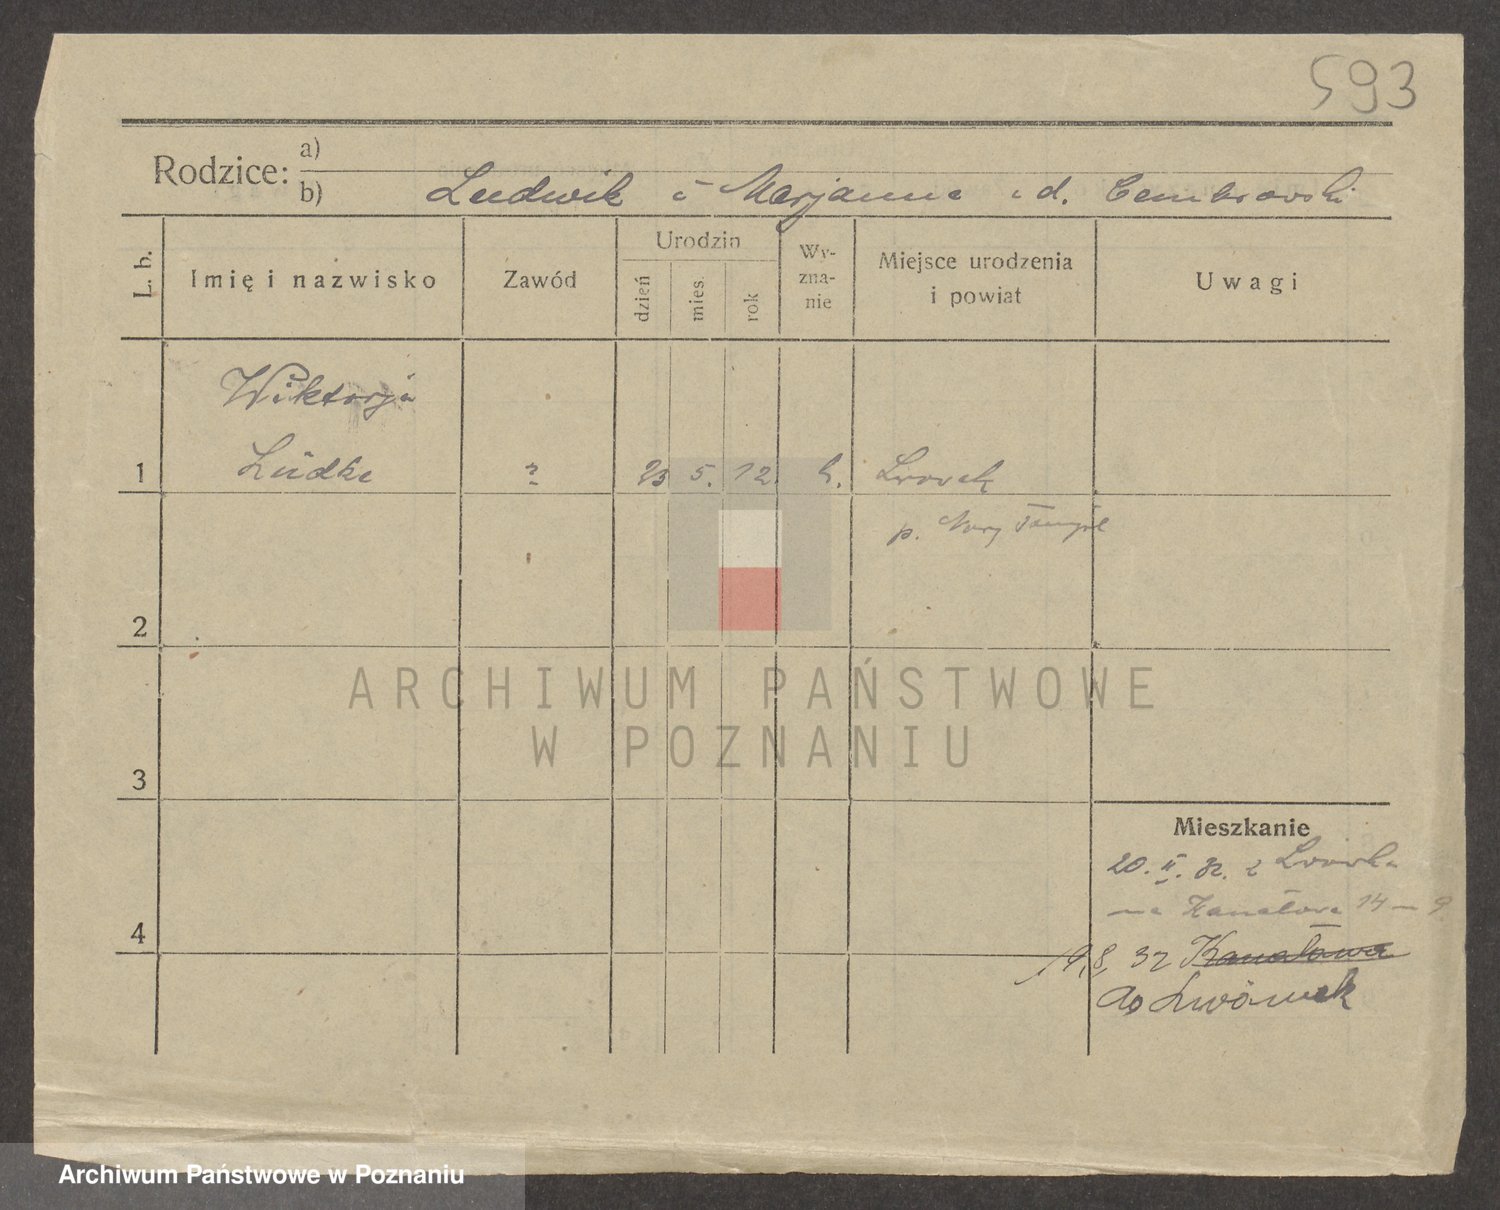 593
Rodzice:
a)
b) Ludwik i Marjanna z d. Cembrowski
L. b.
Imię i nazwisko
Zawód
Urodzin
dzień
mies.
rok
Wy-
zna-
nie
Miejsce urodzenia
i powiat
Uwagi
Wiktorja
1 Lüdke ? 23 5. 12 k. Lwówek
p. Nowy Tomyśl
2
3
4
ARCHIWUM PAŃSTWOWE
W POZNANIU
Mieszkanie
20. II. 32. z Lwówka
na Kanałowa 14 — 9
19.8. 32 Kanałowa
do Lwówek
Archiwum Państwowe w Poznaniu